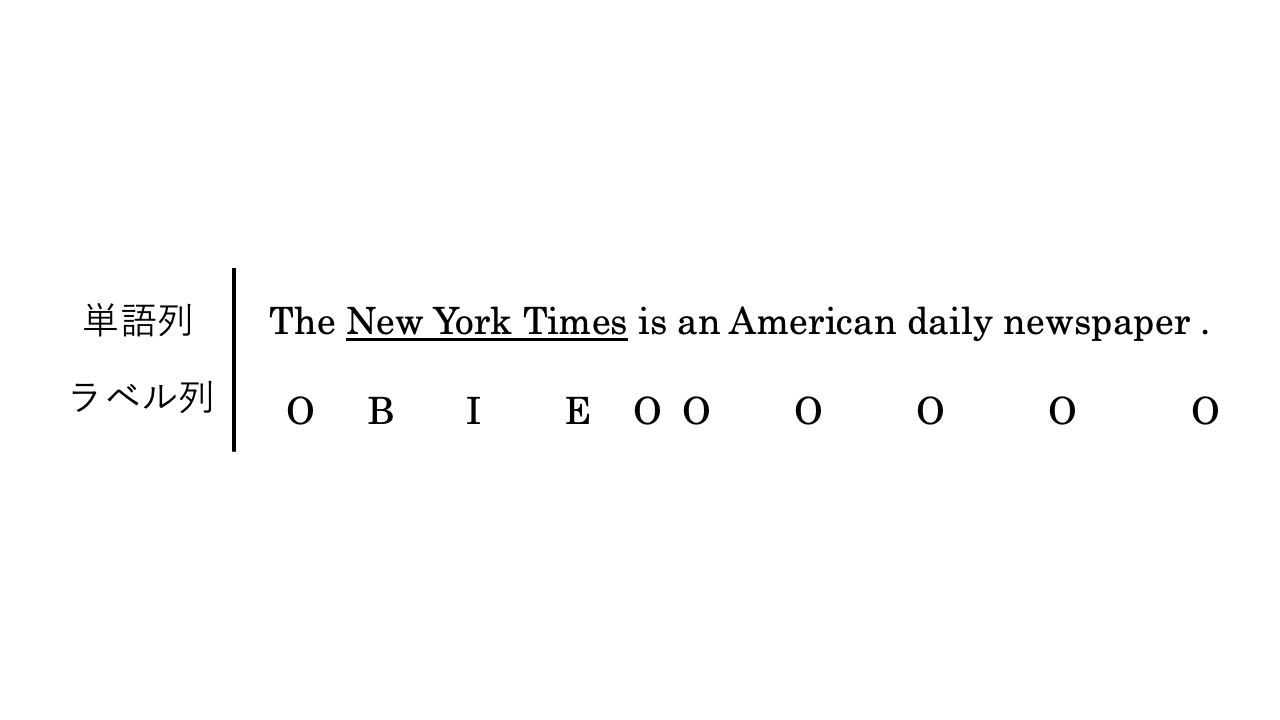 単語列 The New York Times is an American daily newspaper .
ラベル列 O B I E O O O O O O